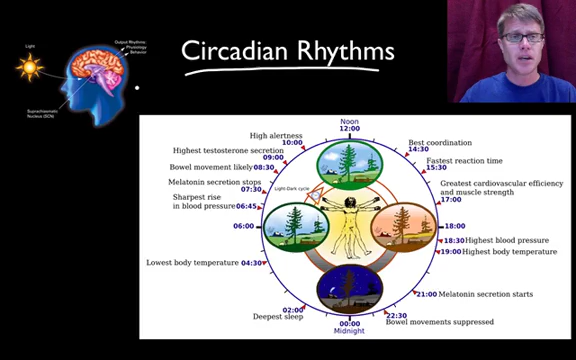 Circadian Rhythms
Light
Output Rhythms:
Physiology
Behavior
Suprachiasmatic
Nucleus (SCN)
Noon
12:00
High alertness
10:00
Highest testosterone secretion
09:00
Bowel movement likely 08:30
Melatonin secretion stops
07:30
Sharpest rise
in blood pressure 06:45
06:00
Lowest body temperature 04:30
02:00
Deepest sleep
00:00
Midnight
Light-Dark cycle
Best coordination
14:30
Fastest reaction time
15:30
Greatest cardiovascular efficiency
and muscle strength
17:00
18:00
18:30 Highest blood pressure
19:00 Highest body temperature
21:00 Melatonin secretion starts
22:30
Bowel movements suppressed